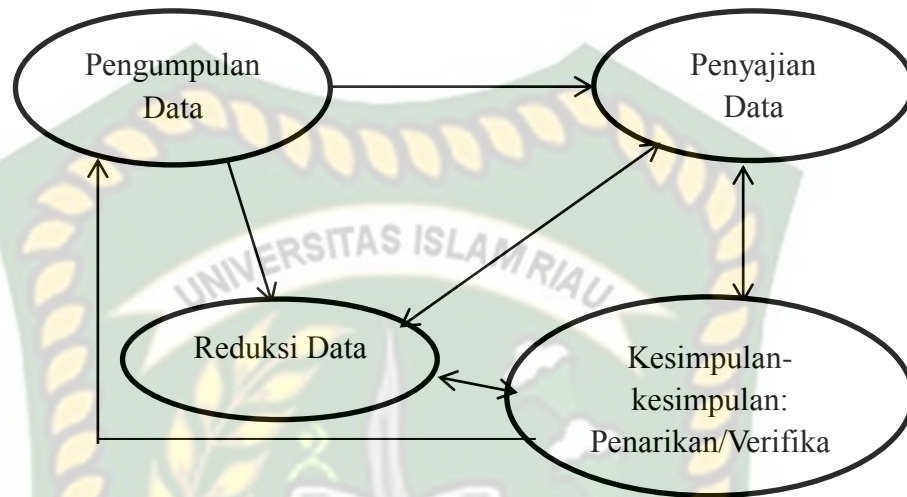 Pengumpulan
Data
Penyajian
Data
UNIVERSITAS ISLAM RIAU
Reduksi Data
Kesimpulan-
kesimpulan:
Penarikan/Verifika